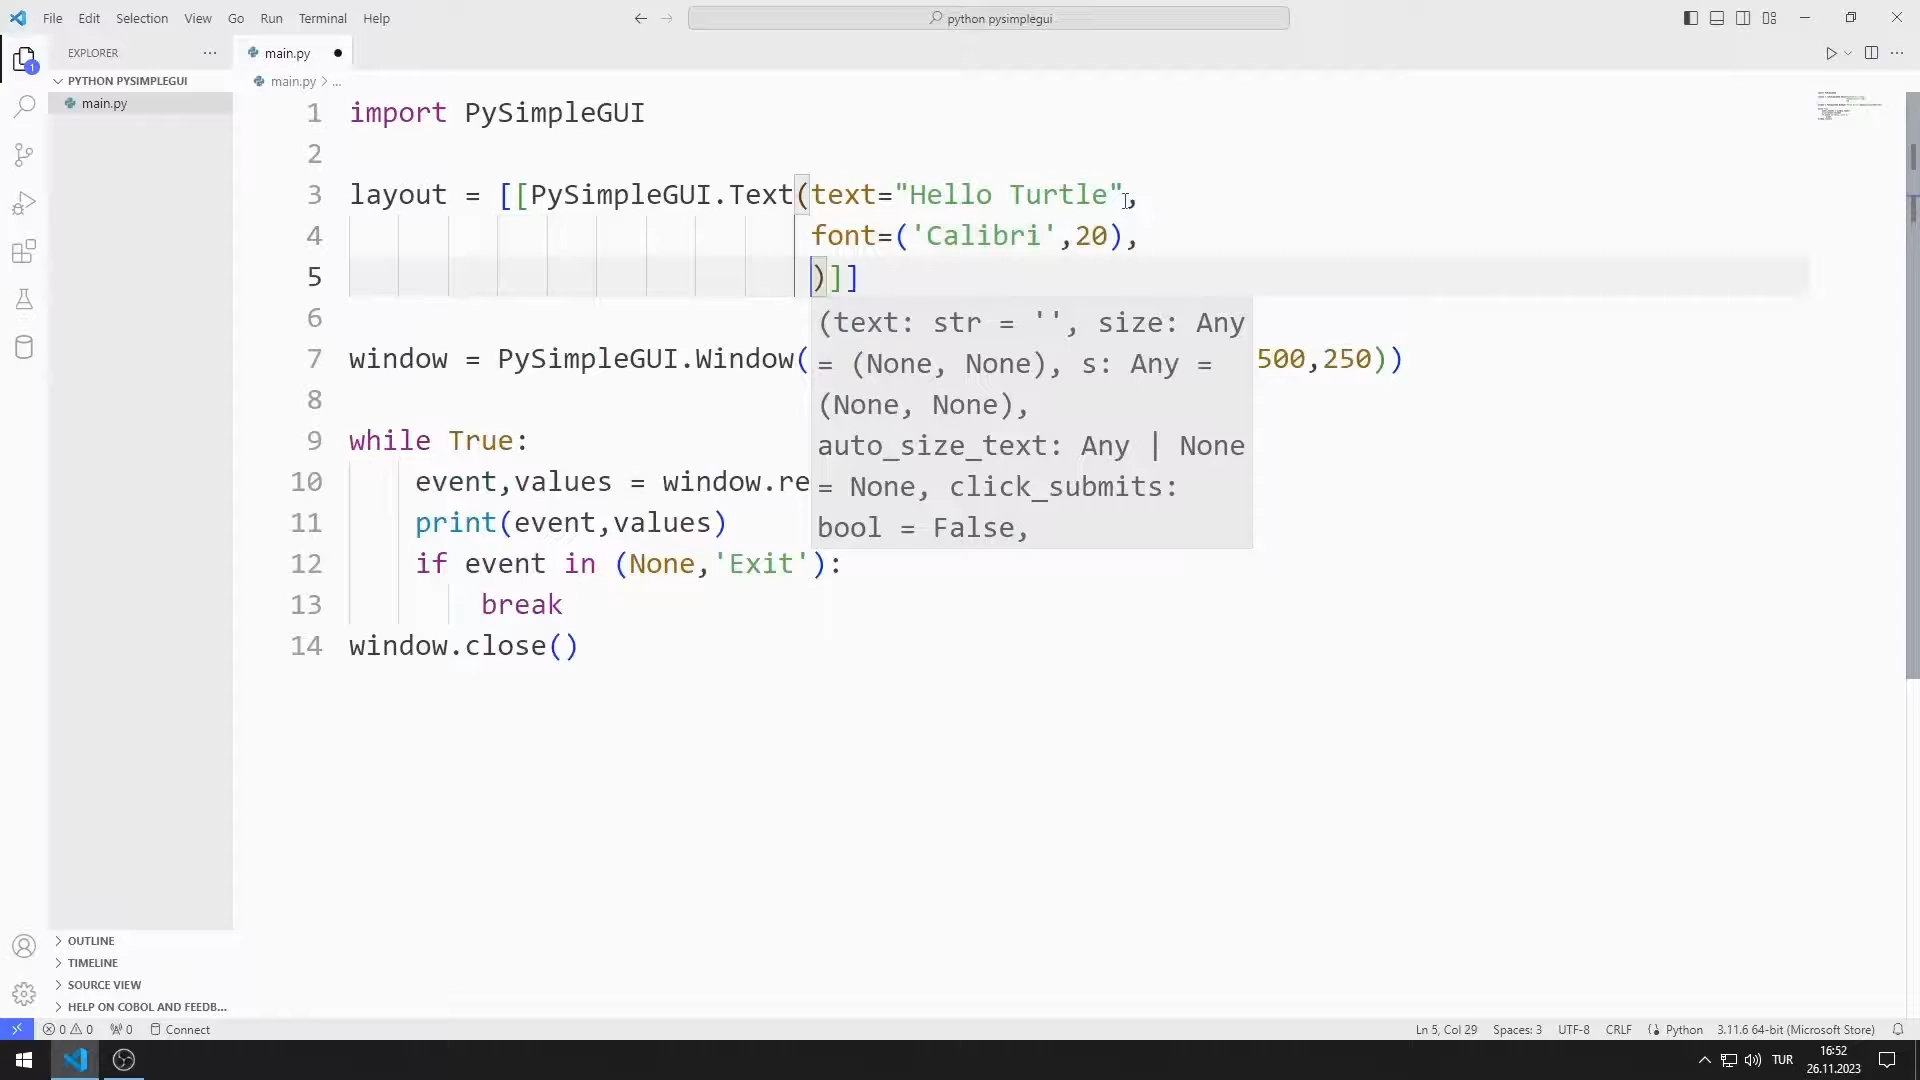 File Edit Selection View Go Run Terminal Help
python pysimplegui
EXPLORER
main.py
PYTHON PYSIMPLEGUI
main.py
main.py > ...
1 import PySimpleGUI
2
3 layout = [[PySimpleGUI.Text(text="Hello Turtle",
4 font=('Calibri',20),
5 )]]
6
7 window = PySimpleGUI.Window( 500,250))
8
9 while True:
10 event,values = window.re
11 print(event,values)
12 if event in (None,'Exit'):
13 break
14 window.close()
(text: str = '', size: Any
= (None, None), s: Any =
(None, None),
auto_size_text: Any | None
= None, click_submits:
bool = False,
1
OUTLINE
TIMELINE
SOURCE VIEW
HELP ON COBOL AND FEEDB...
0 0 0 Connect
Ln 5, Col 29 Spaces: 3 UTF-8 CRLF Python 3.11.6 64-bit (Microsoft Store)
TUR
16:52
26.11.2023